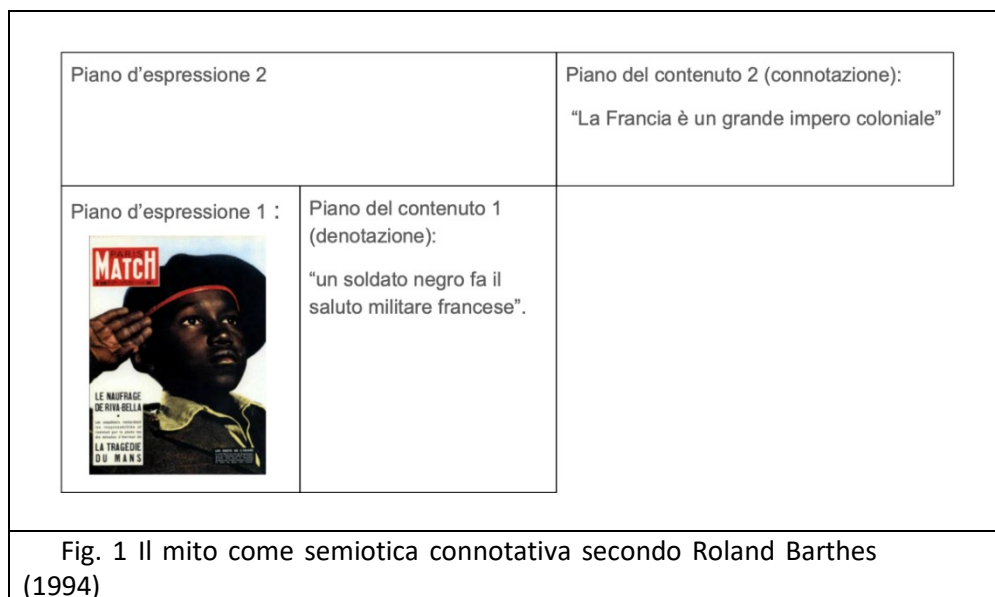 Piano d'espressione 2
Piano del contenuto 2 (connotazione):
“La Francia è un grande impero coloniale”
Piano d'espressione 1 :
PARIS
MATCH
LE NAUFRAGE
DE RIVA-BELLA
LA TRAGÉDIE
DU MANS
Piano del contenuto 1
(denotazione):
“un soldato negro fa il
saluto militare francese”.
Fig. 1 Il mito come semiotica connotativa secondo Roland Barthes
(1994)